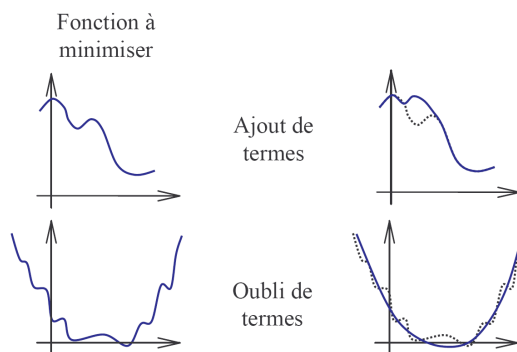 Fonction à
minimiser
Ajout de
termes
Oubli de
termes